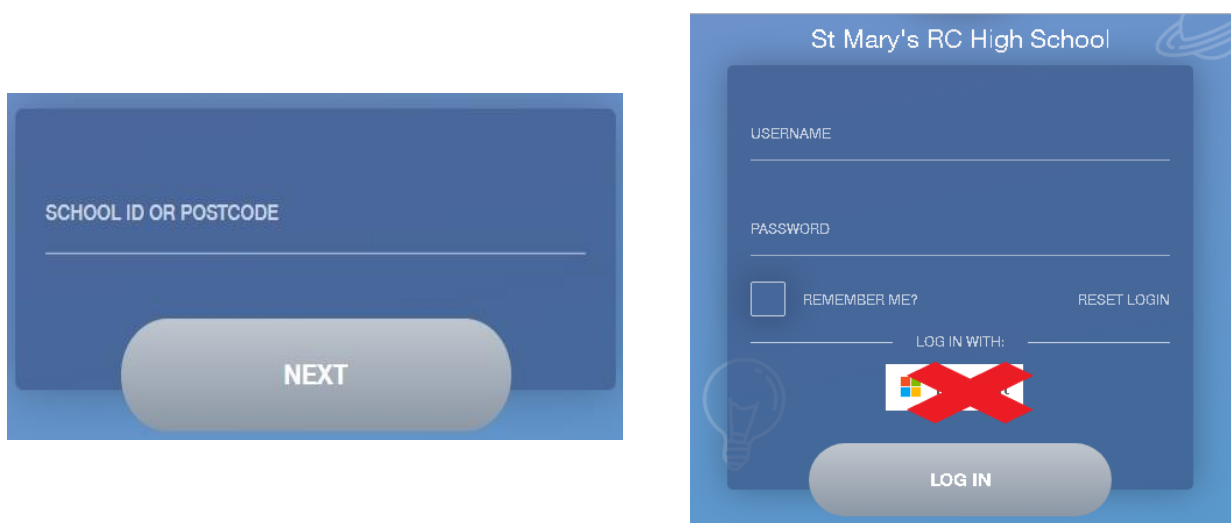 SCHOOL ID OR POSTCODE
NEXT
St Mary's RC High School
USERNAME
PASSWORD
REMEMBER ME? RESET LOGIN
LOG IN WITH:
LOG IN